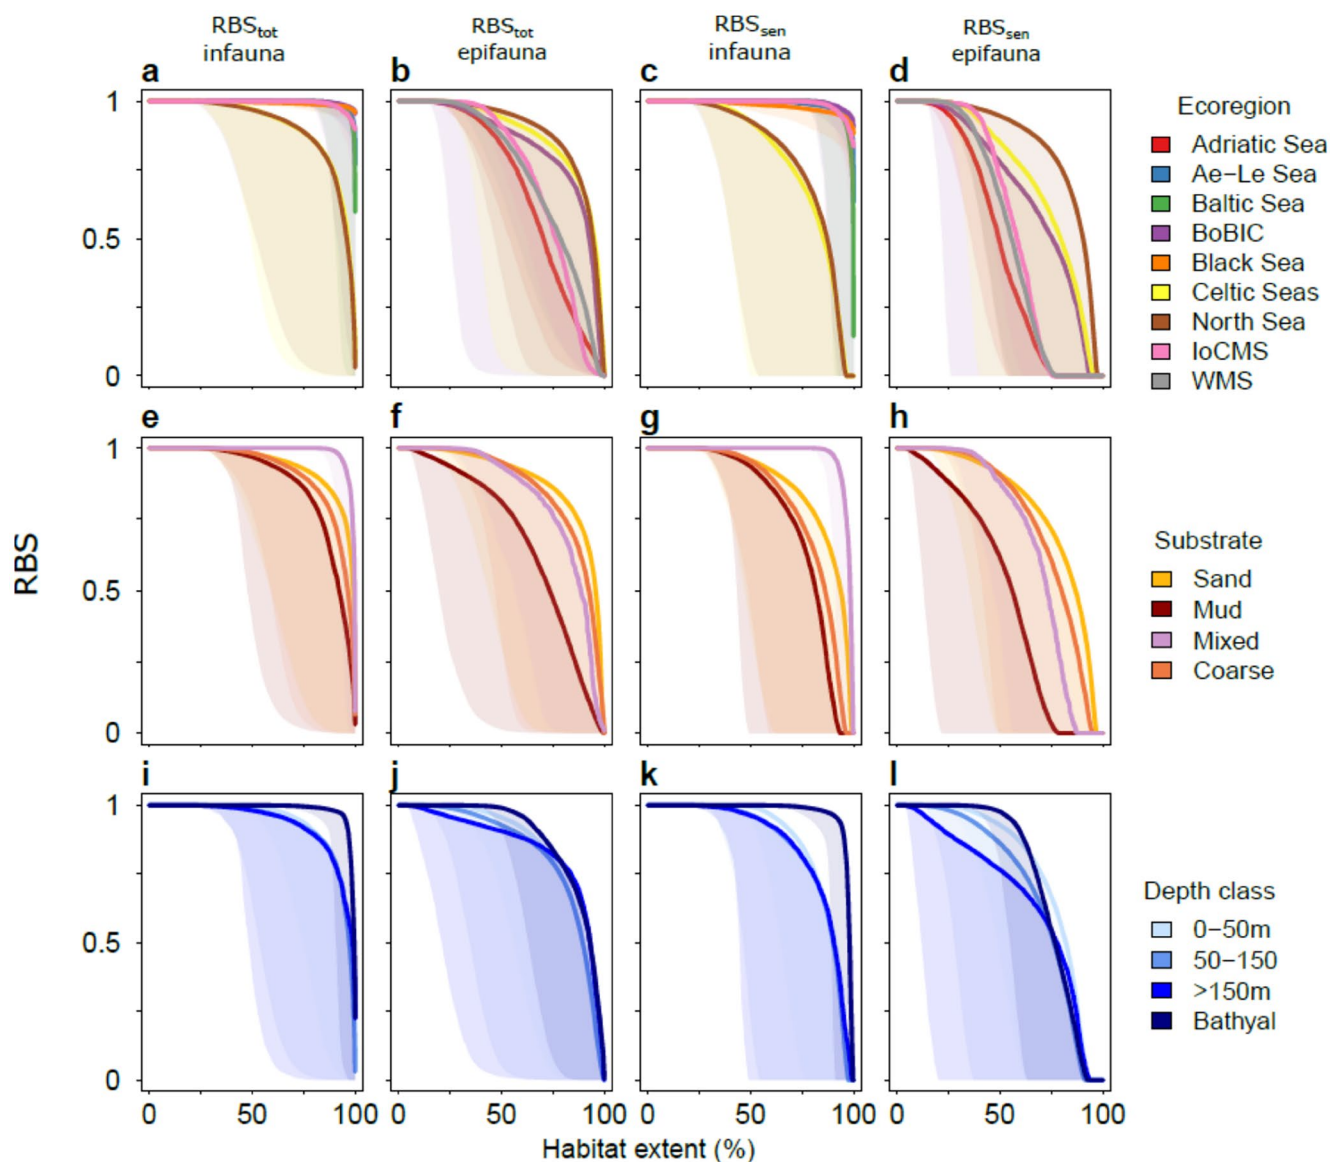 RBStot infauna
RBStot epifauna
RBSsen infauna
RBSsen epifauna
a
b
c
d
1
0.5
0
Ecoregion
Adriatic Sea
Ae-Le Sea
Baltic Sea
BoBIC
Black Sea
Celtic Seas
North Sea
IoCMS
WMS
e
f
g
h
1
0.5
0
RBS
Substrate
Sand
Mud
Mixed
Coarse
i
j
k
l
1
0.5
0
Depth class
0-50m
50-150
>150m
Bathyal
0 50 100
0 50 100
0 50 100
0 50 100
Habitat extent (%)